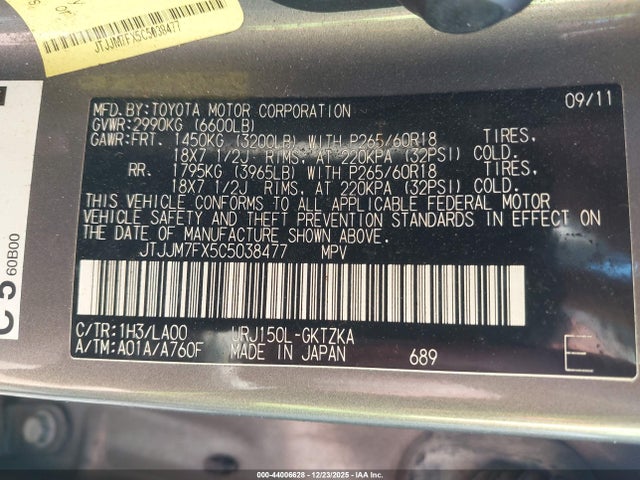 JTJJM7FX5C5038477
C 5 60B00
MFD.BY:TOYOTA MOTOR CORPORATION 09/11
GVWR:2990KG (6600LB)
GAWR:FRT. 1450KG (3200LB) WITH P265/60R18 TIRES,
18X7 1/2J RIMS, AT 220KPA (32PSI) COLD.
RR. 1795KG (3965LB) WITH P265/60R18 TIRES,
18X7 1/2J RIMS, AT 220KPA (32PSI) COLD.
THIS VEHICLE CONFORMS TO ALL APPLICABLE FEDERAL MOTOR
VEHICLE SAFETY AND THEFT PREVENTION STANDARDS IN EFFECT ON
THE DATE OF MANUFACTURE SHOWN ABOVE.
JTJJM7FX5C5038477 MPV
C/TR:1H3/LA00 URJ150L-GKTZKA
A/TM:A01A/A760F MADE IN JAPAN 689 E
000-44006628 - 12/23/2025 - IAAI Inc.